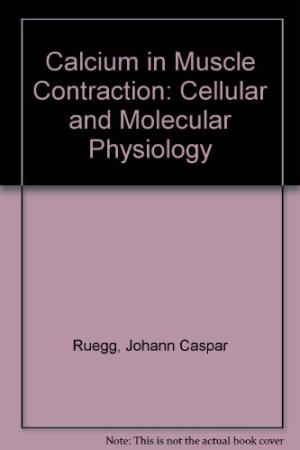 Calcium in Muscle
Contraction: Cellular
and Molecular
Physiology
Ruegg, Johann Caspar
Note: This is not the actual book cover